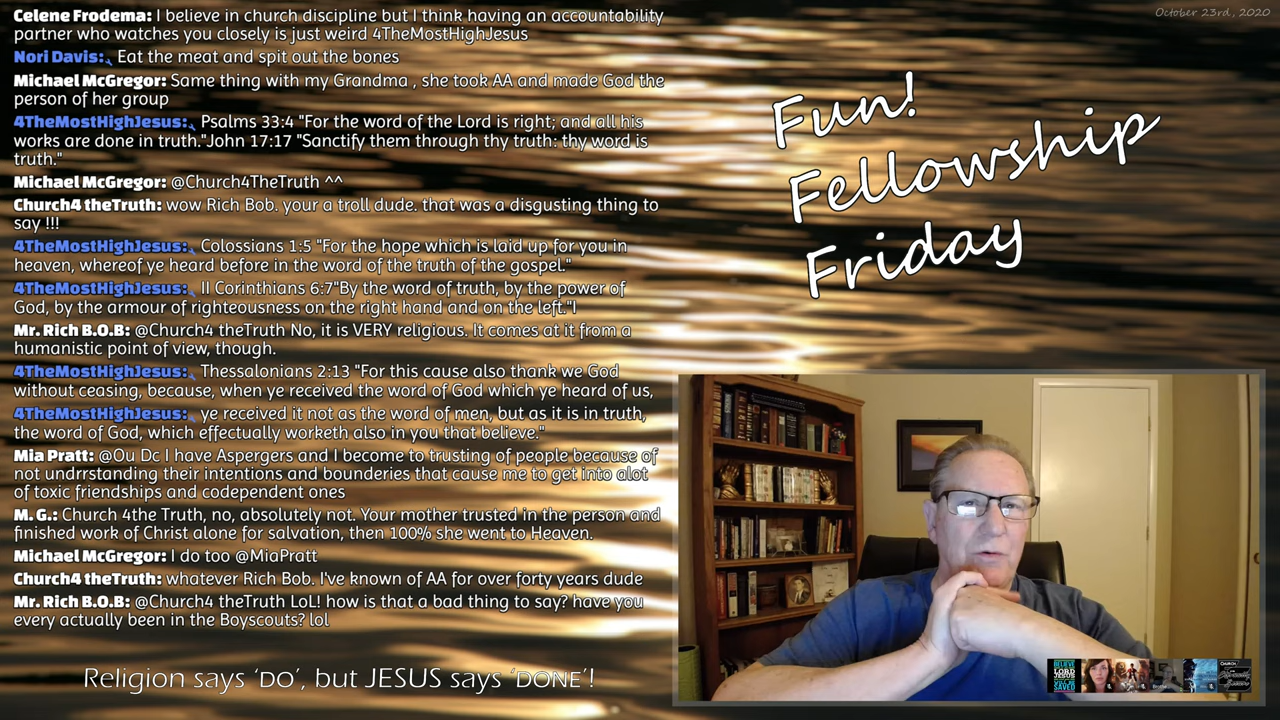 Celene Frodema: I believe in church discipline but I think having an accountability
partner who watches you closely is just weird 4TheMostHighJesus
Nori Davis: Eat the meat and spit out the bones
Michael McGregor: Same thing with my Grandma , she took AA and made God the
person of her group
4TheMostHighJesus: Psalms 33:4 "For the word of the Lord is right; and all his
works are done in truth."John 17:17 "Sanctify them through thy truth: thy word is
truth."
Michael McGregor: @Church4TheTruth ^^
Church4 theTruth: wow Rich Bob. your a troll dude. that was a disgusting thing to
say !!!
4TheMostHighJesus: Colossians 1:5 "For the hope which is laid up for you in
heaven, whereof ye heard before in the word of the truth of the gospel."
4TheMostHighJesus: II Corinthians 6:7"By the word of truth, by the power of
God, by the armour of righteousness on the right hand and on the left."I
Mr. Rich B.O.B: @Church4 theTruth No, it is VERY religious. It comes at it from a
humanistic point of view, though.
4TheMostHighJesus: Thessalonians 2:13 "For this cause also thank we God
without ceasing, because, when ye received the word of God which ye heard of us,
4TheMostHighJesus: ye received it not as the word of men, but as it is in truth,
the word of God, which effectually worketh also in you that believe."
Mia Pratt: @Ou Dc I have Aspergers and I become to trusting of people because of
not undrrstanding their intentions and bounderies that cause me to get into alot
of toxic friendships and codependent ones
M. G.: Church 4the Truth, no, absolutely not. Your mother trusted in the person and
finished work of Christ alone for salvation, then 100% she went to Heaven.
Michael McGregor: I do too @MiaPratt
Church4 theTruth: whatever Rich Bob. I've known of AA for over forty years dude
Mr. Rich B.O.B: @Church4 theTruth LoL! how is that a bad thing to say? have you
every actually been in the Boyscouts? lol
Religion says 'DO', but JESUS says 'DONE'!
October 23rd, 2020
Fun!
Fellowship
Friday
BELIEVE
LORD
JESUS
SAVED
CHURCH